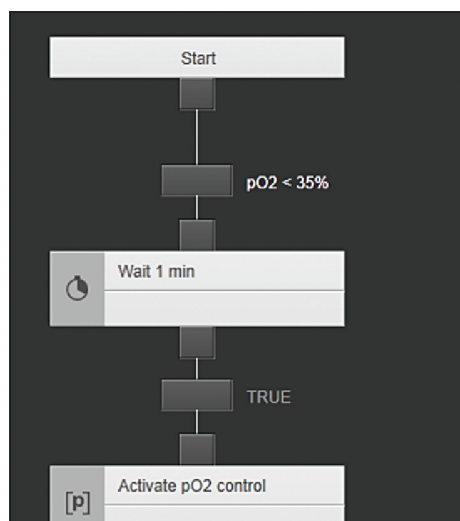 Start
pO2 < 35%
Wait 1 min
TRUE
Activate pO2 control
[p]